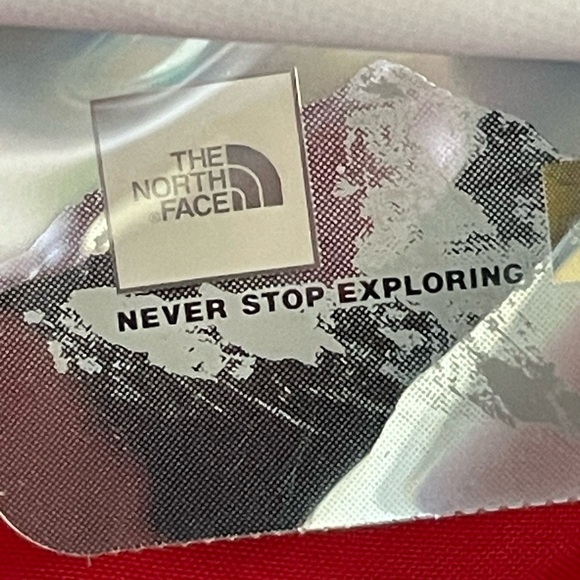 THE
NORTH
FACE
NEVER STOP EXPLORING